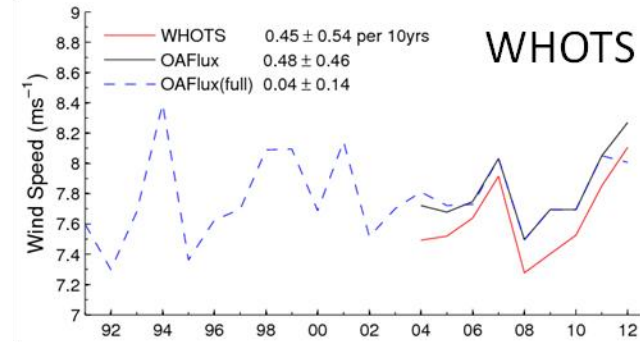 WHOTS
WHOTS 0.45 ± 0.54 per 10yrs
OAFlux 0.48 ± 0.46
OAFlux(full) 0.04 ± 0.14
Wind Speed (ms⁻¹)
9
8.8
8.6
8.4
8.2
8
7.8
7.6
7.4
7.2
7
92 94 96 98 00 02 04 06 08 10 12